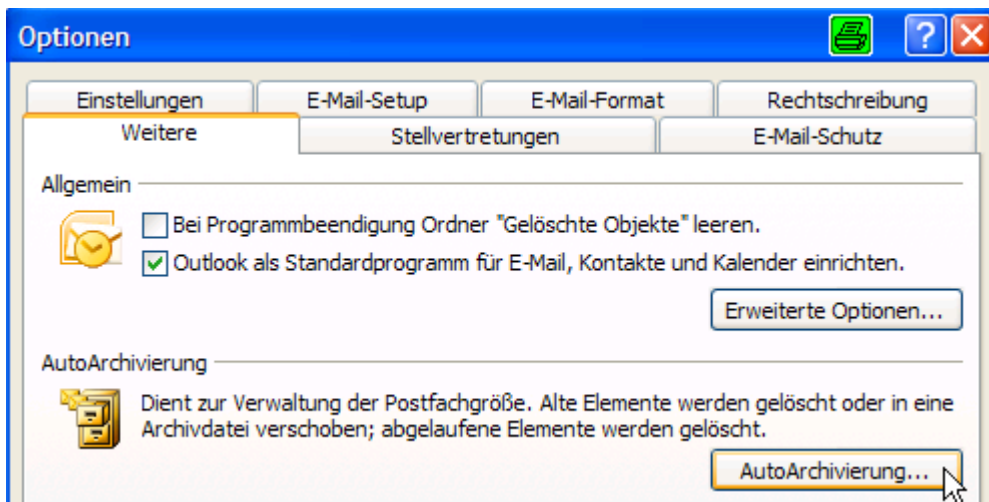 Optionen
Einstellungen
E-Mail-Setup
E-Mail-Format
Rechtschreibung
Weitere
Stellvertretungen
E-Mail-Schutz
Allgemein
Bei Programmbeendigung Ordner "Gelöschte Objekte" leeren.
Outlook als Standardprogramm für E-Mail, Kontakte und Kalender einrichten.
Erweiterte Optionen...
AutoArchivierung
Dient zur Verwaltung der Postfachgröße. Alte Elemente werden gelöscht oder in eine
Archivdatei verschoben; abgelaufene Elemente werden gelöscht.
AutoArchivierung...